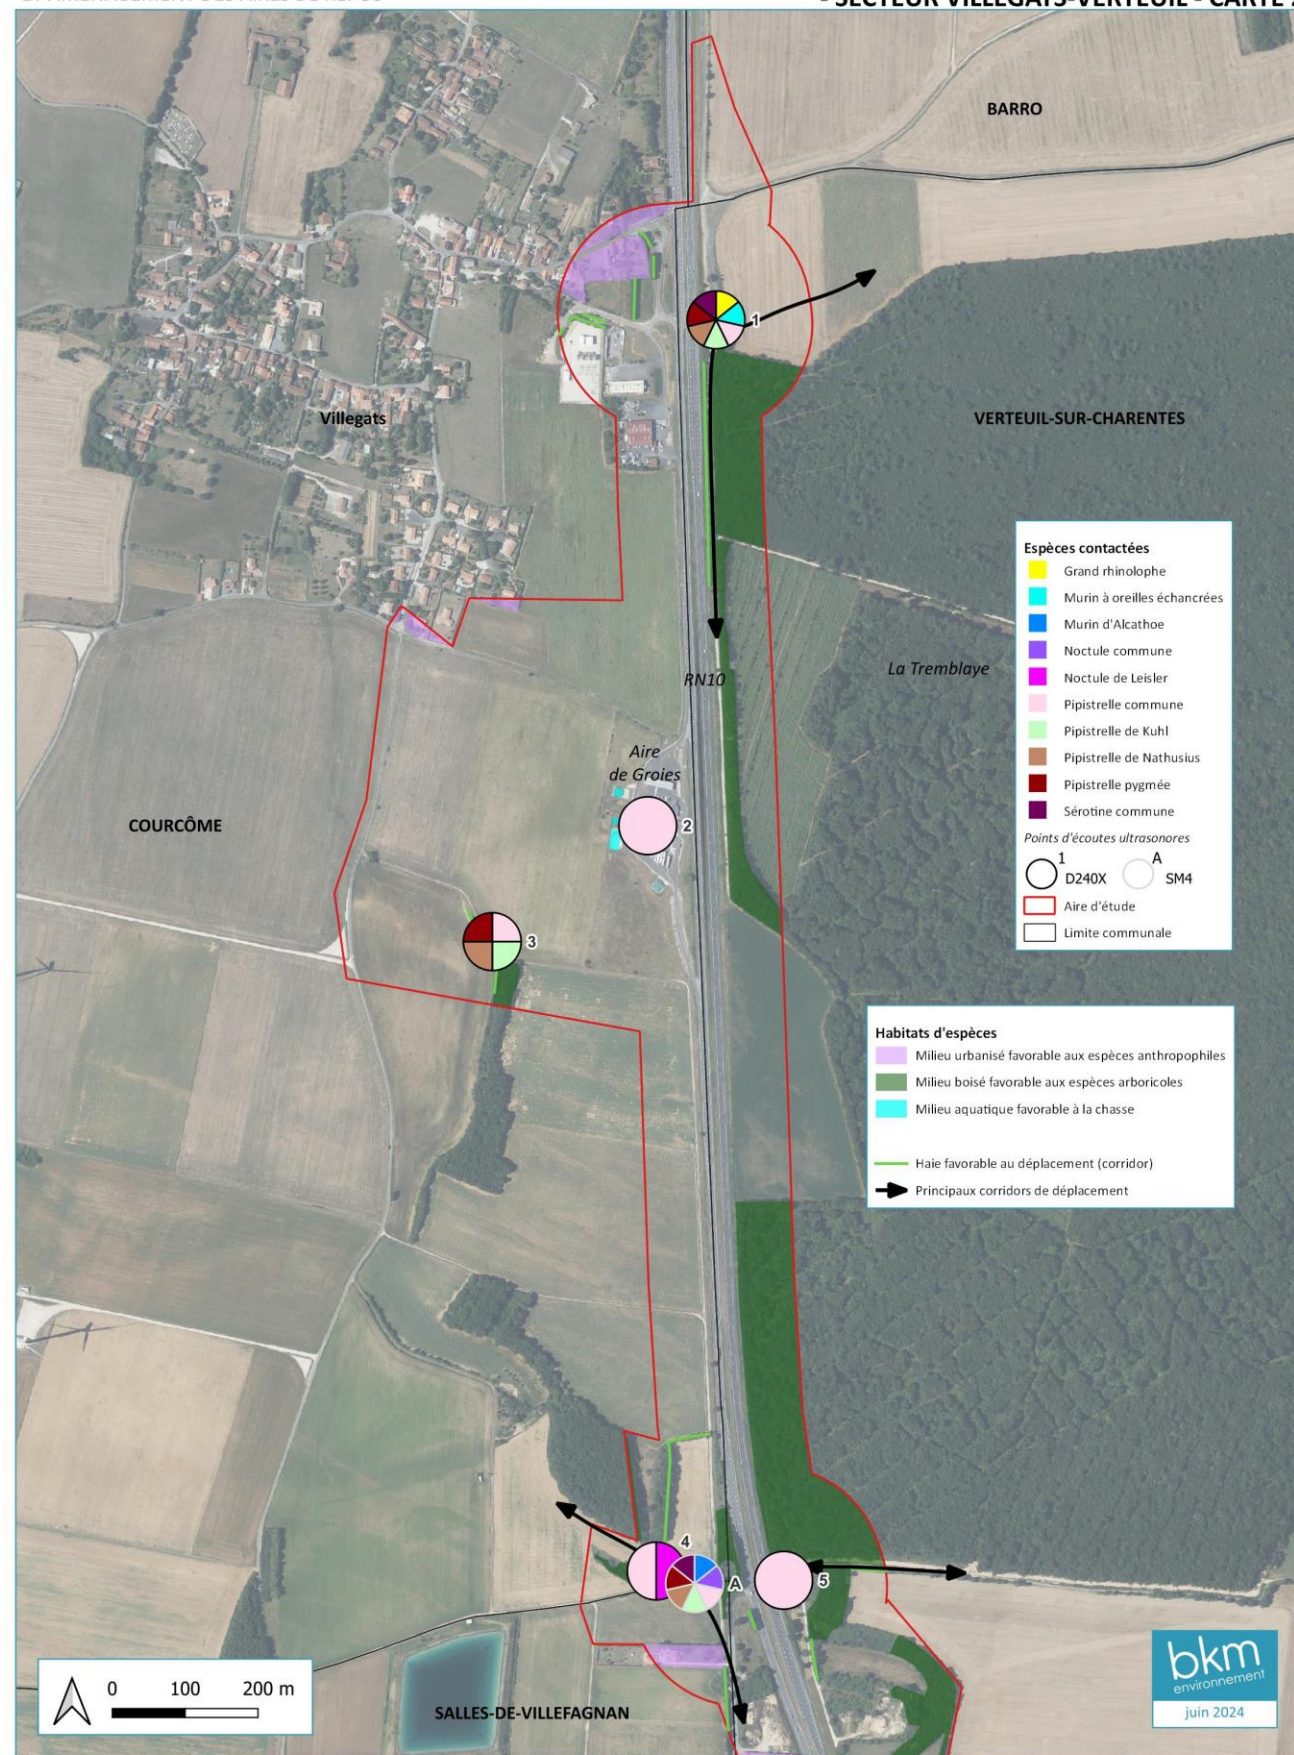 - SECTEUR VILLEGATS-VERTEUIL - CARTE
BARRO
1
Villegats
VERTEUIL-SUR-CHARENTES
Espèces contactées
Grand rhinolophe
Murin à oreilles échancrées
Murin d'Alcathoe
Noctule commune
Noctule de Leisler
Pipistrelle commune
Pipistrelle de Kuhl
Pipistrelle de Nathusius
Pipistrelle pygmée
Sérotine commune
Points d'écoutes ultrasonores
1 D240X A SM4
Aire d'étude
Limite communale
La Tremblaye
RN10
Aire
de Groies
2
COURCÔME
3
Habitats d'espèces
Milieu urbanisé favorable aux espèces anthropophiles
Milieu boisé favorable aux espèces arboricoles
Milieu aquatique favorable à la chasse
Haie favorable au déplacement (corridor)
Principaux corridors de déplacement
4
A
5
0 100 200 m
SALLES-DE-VILLEFAGNAN
bkm
environnement
juin 2024